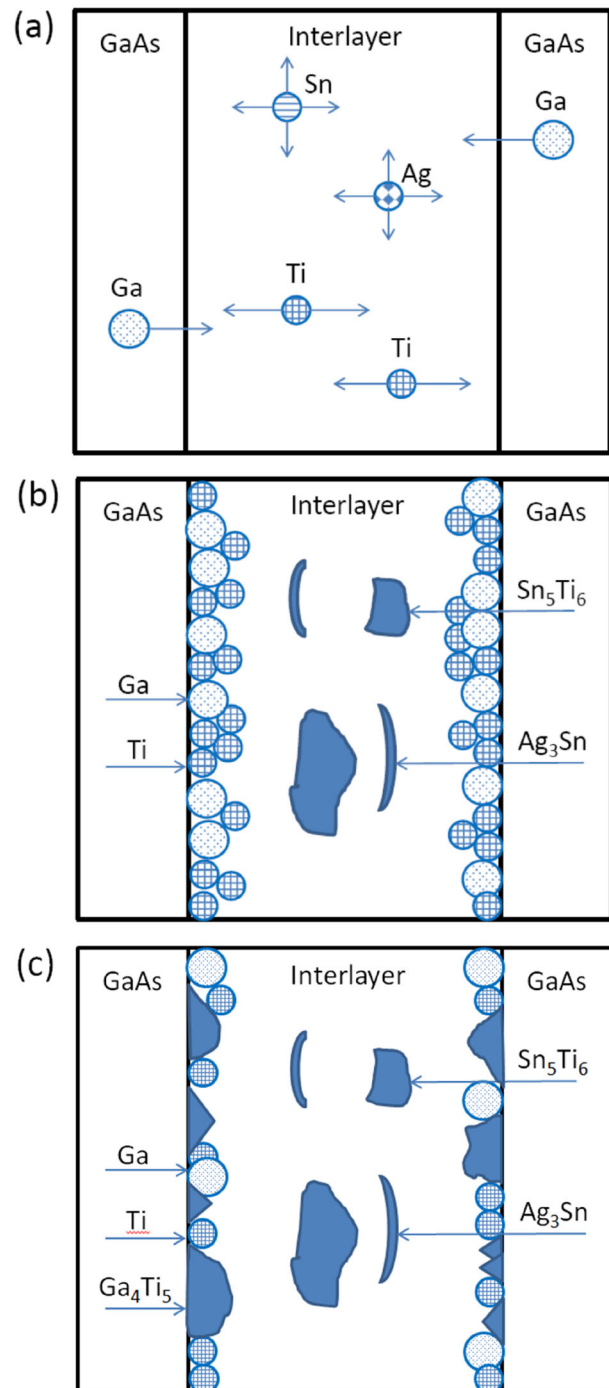 (a)
GaAs Interlayer GaAs
Sn
Ga
Ag
Ti
Ga
Ti
(b)
GaAs Interlayer GaAs
Sn₅Ti₆
Ga
Ti
Ag₃Sn
(c)
GaAs Interlayer GaAs
Sn₅Ti₆
Ga
Ti
Ag₃Sn
Ga₄Ti₅